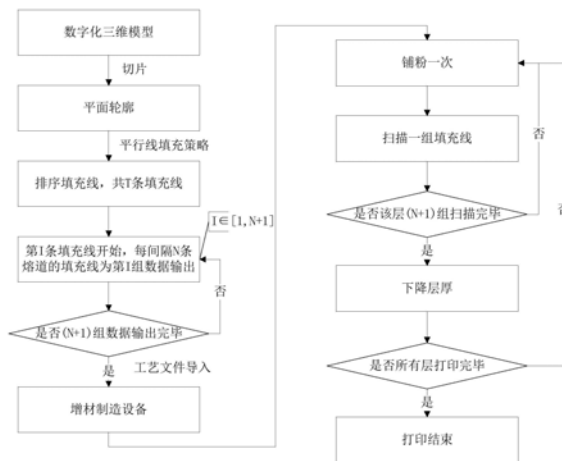 数字化三维模型
切片
平面轮廓
平行线填充策略
排序填充线，共T条填充线
I∈[1,N+1]
第I条填充线开始，每间隔N条
熔道的填充线为第I组数据输出
否
是否(N+1)组数据输出完毕
是
工艺文件导入
增材制造设备
铺粉一次
扫描一组填充线
否
是否该层(N+1)组扫描完毕
否
是
下降层厚
是否所有层打印完毕
是
打印结束